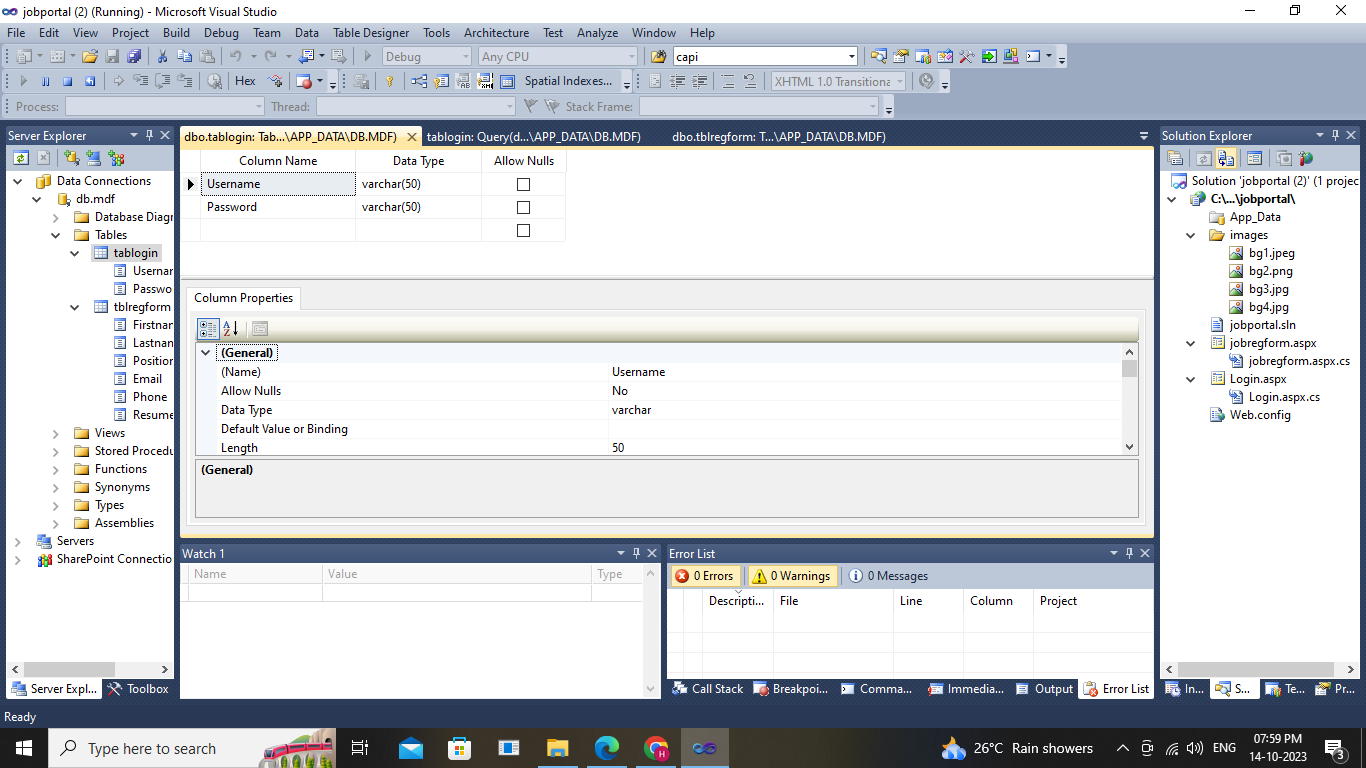 jobportal (2) (Running) - Microsoft Visual Studio
File Edit View Project Build Debug Team Data Table Designer Tools Architecture Test Analyze Window Help
Debug Any CPU capi
Hex Spatial Indexes... XHTML 1.0 Transitiona
Process: Thread: Stack Frame:
Server Explorer
Data Connections
db.mdf
Database Diagr
Tables
tablogin
Usernar
Passwo
tblregform
Firstnar
Lastnan
Position
Email
Phone
Resume
Views
Stored Procedu
Functions
Synonyms
Types
Assemblies
Servers
SharePoint Connectio
Server Expl... Toolbox
dbo.tablogin: Tab...\APP_DATA\DB.MDF) tablogin: Query(d...\APP_DATA\DB.MDF) dbo.tblregform: T...\APP_DATA\DB.MDF)
Column Name Data Type Allow Nulls
Username varchar(50)
Password varchar(50)
Column Properties
A
Z
(General)
(Name) Username
Allow Nulls No
Data Type varchar
Default Value or Binding
Length 50
(General)
Watch 1
Name Value Type
Error List
0 Errors 0 Warnings 0 Messages
Descripti... File Line Column Project
Call Stack Breakpoi... Comma... Immedia... Output Error List
Solution Explorer
Solution 'jobportal (2)' (1 projec
C:\...\jobportal\
App_Data
images
bg1.jpeg
bg2.png
bg3.jpg
bg4.jpg
jobportal.sln
jobregform.aspx
jobregform.aspx.cs
Login.aspx
Login.aspx.cs
Web.config
In... S... Te... Pr...
Ready
Type here to search
H
26°C Rain showers
ENG
07:59 PM
14-10-2023
3